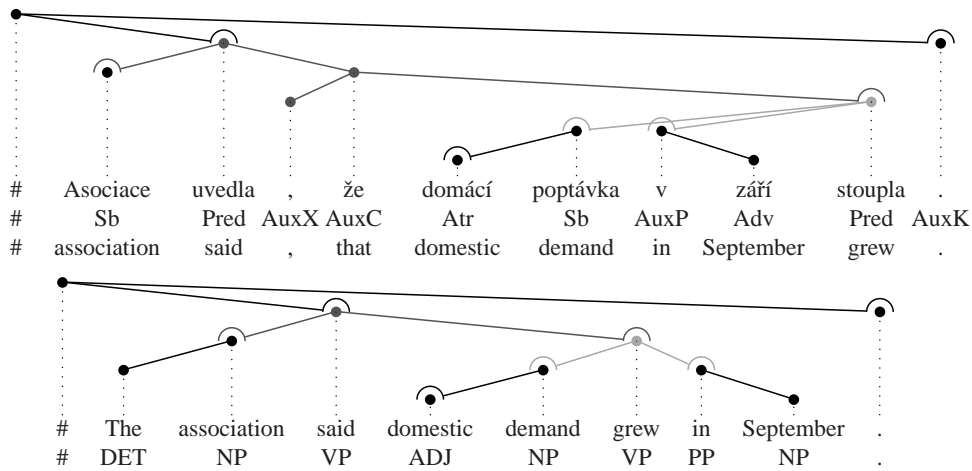 # Asociace uvedla , že domácí poptávka v září stoupla .
# Sb Pred AuxX AuxC Atr Sb AuxP Adv Pred AuxK
# association said , that domestic demand in September grew .
# The association said domestic demand grew in September .
# DET NP VP ADJ NP VP PP NP .